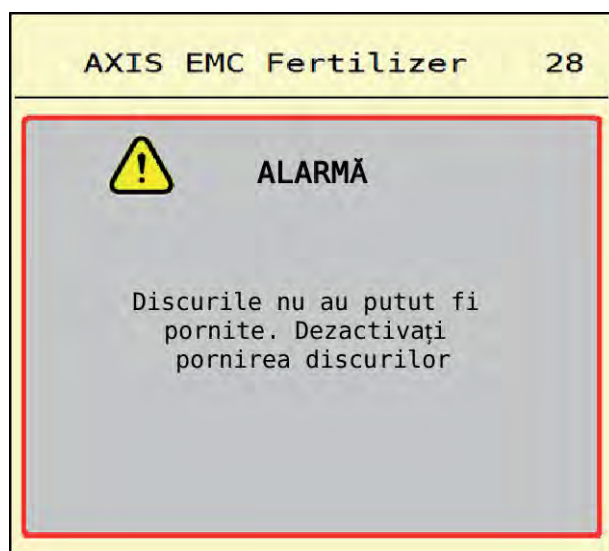 AXIS EMC Fertilizer 28
ALARMĂ
Discurile nu au putut fi
pornite. Dezactivați
pornirea discurilor